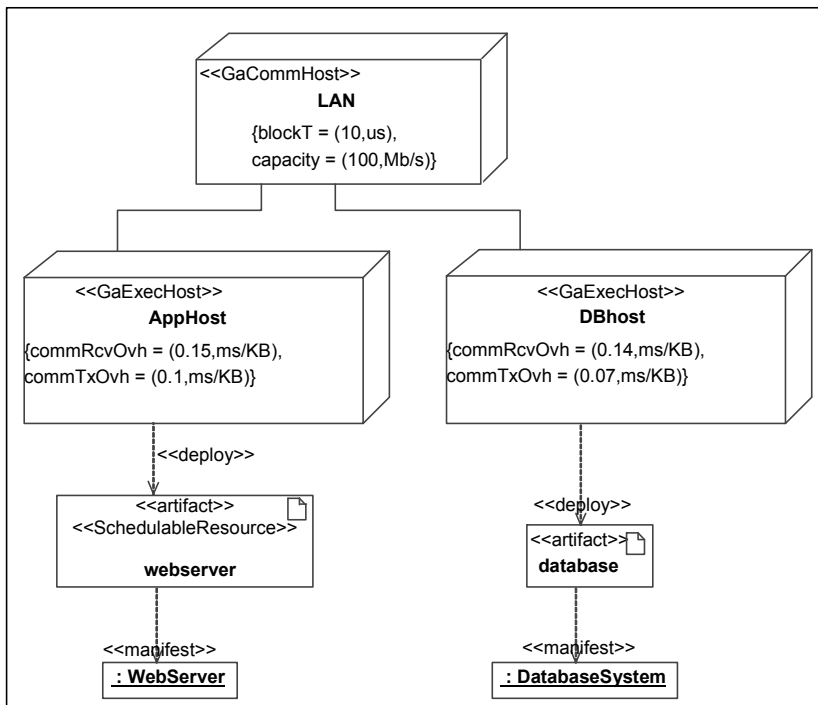 <<GaCommHost>>
LAN
{blockT = (10,us),
capacity = (100,Mb/s)}
<<GaExecHost>>
AppHost
{commRcvOvh = (0.15,ms/KB),
commTxOvh = (0.1,ms/KB)}
<<GaExecHost>>
DBhost
{commRcvOvh = (0.14,ms/KB),
commTxOvh = (0.07,ms/KB)}
<<deploy>>
<<artifact>>
<<SchedulableResource>>
webserver
<<deploy>>
<<artifact>>
database
<<manifest>>
: WebServer
<<manifest>>
: DatabaseSystem